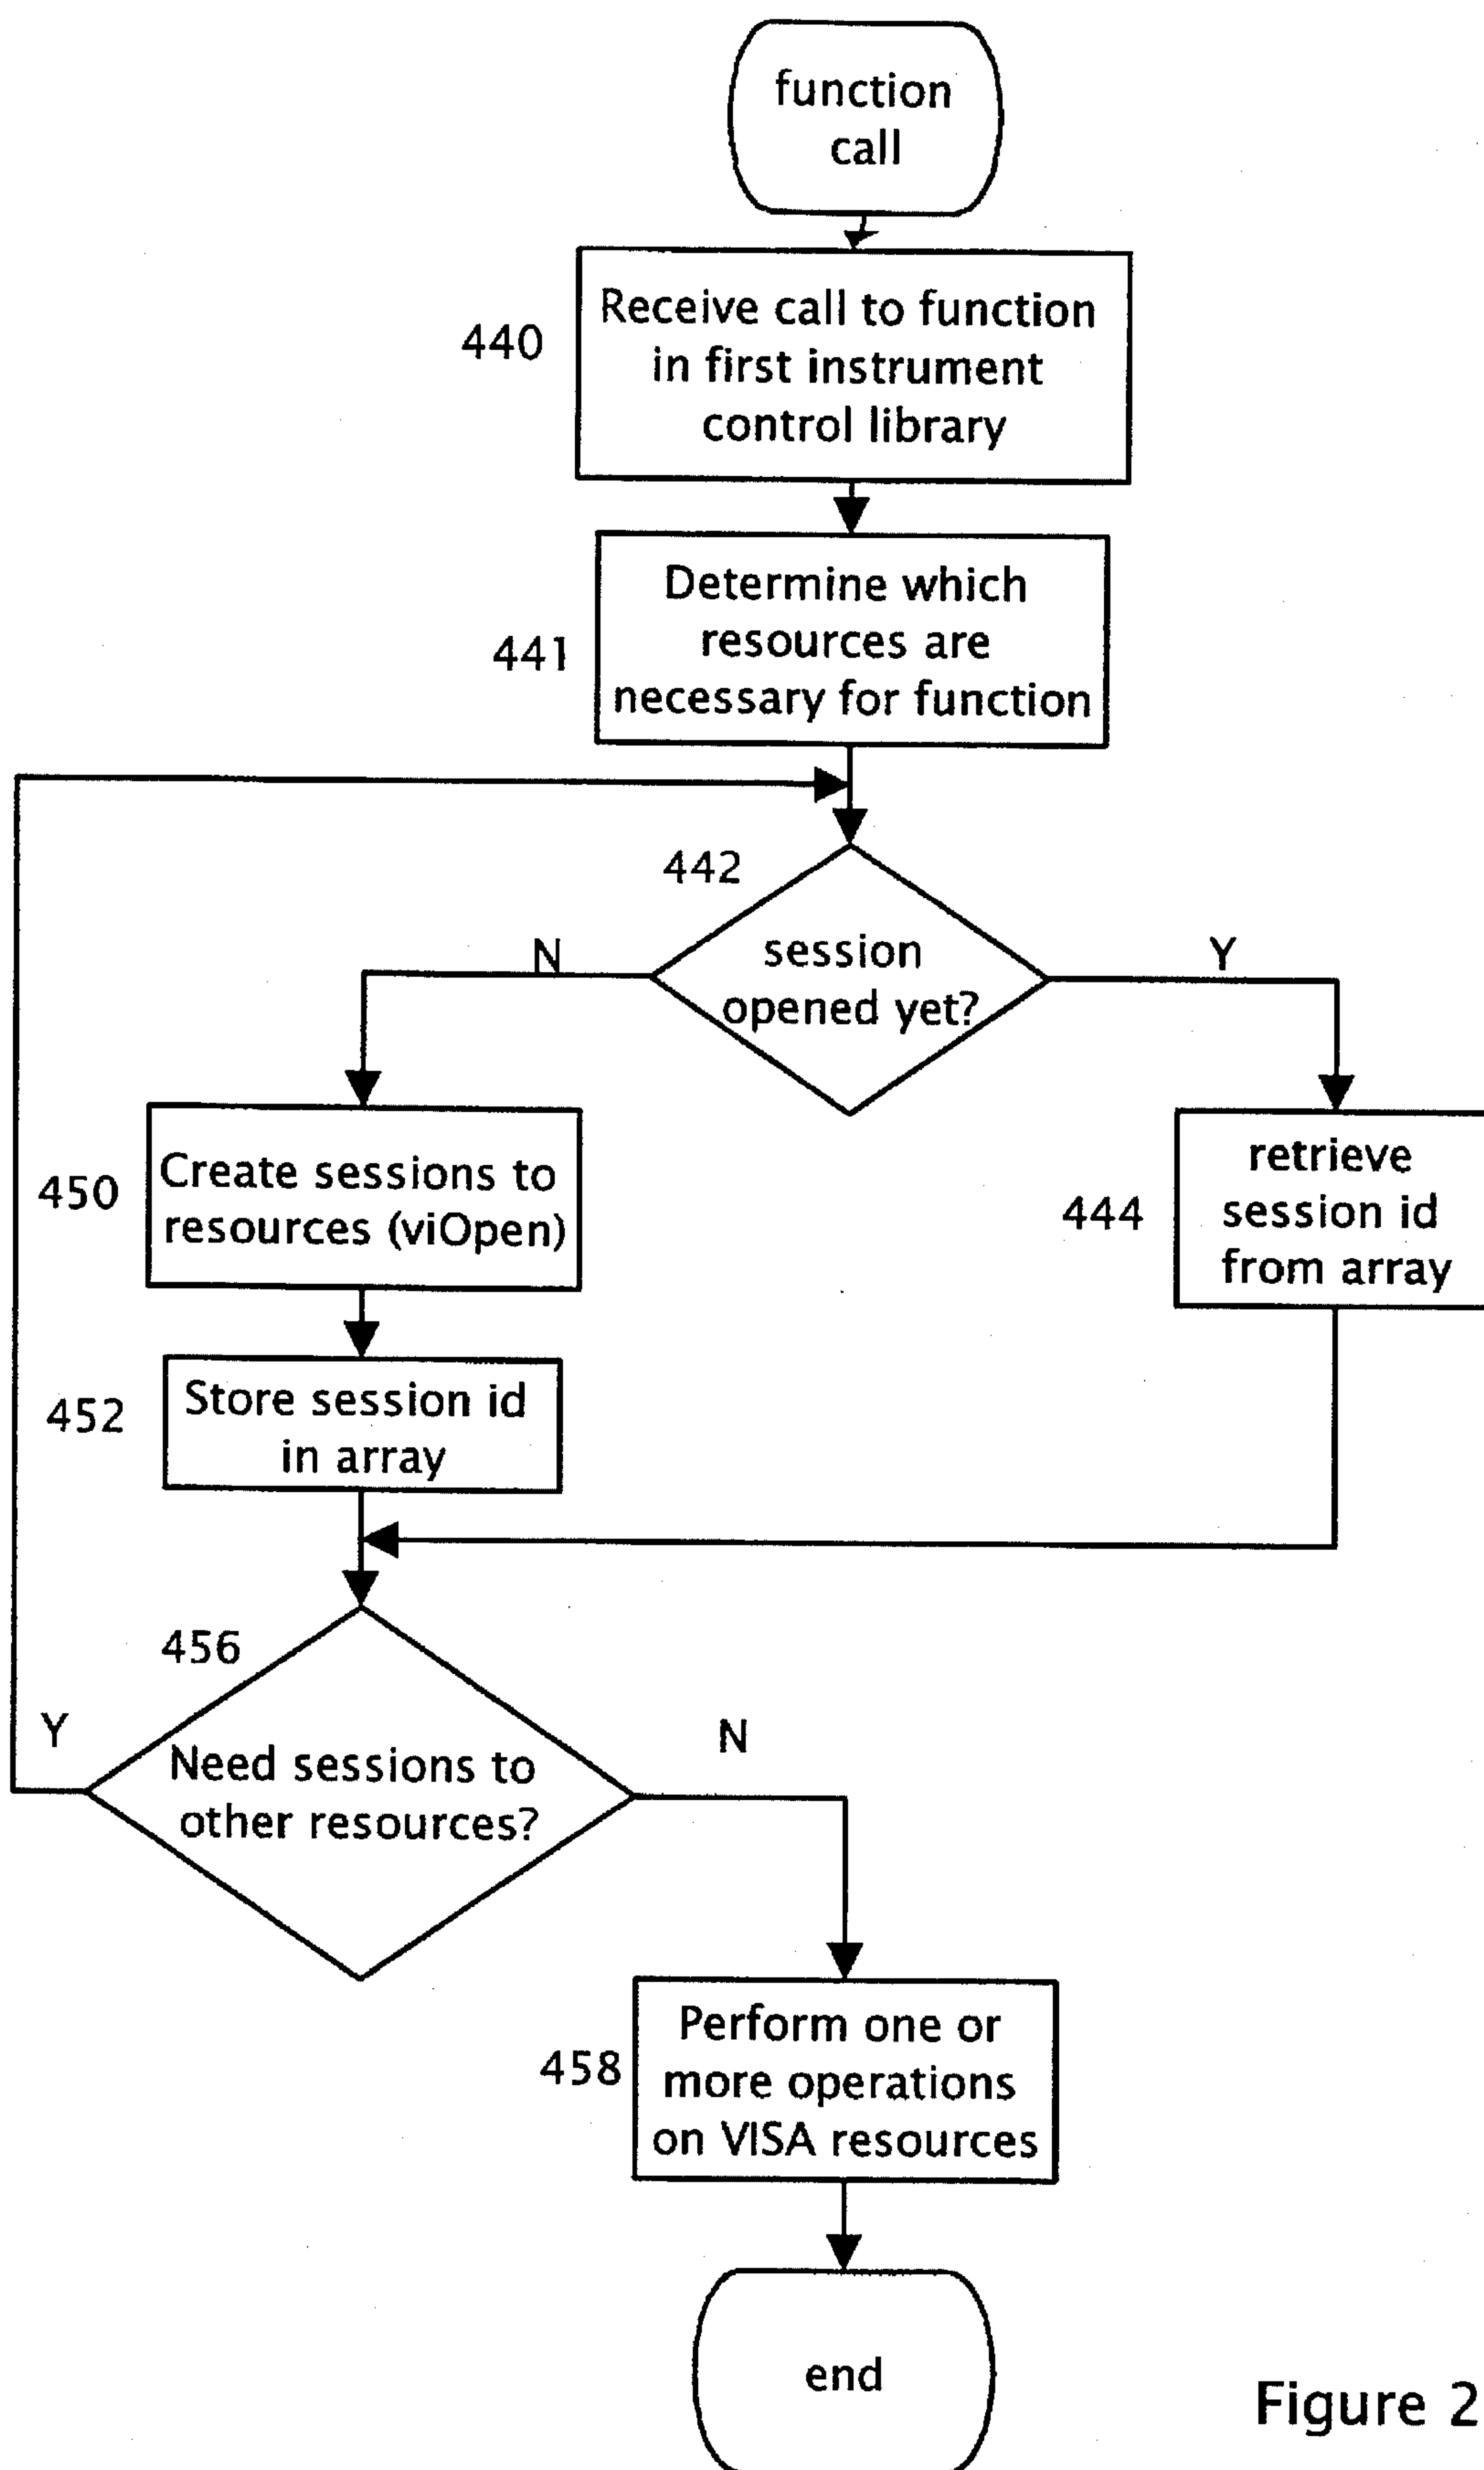 function
call
440
Receive call to function
in first instrument
control library
441
Determine which
resources are
necessary for function
442
session
opened yet?
N
Y
450
Create sessions to
resources (viOpen)
444
retrieve
session id
from array
452
Store session id
in array
456
Y
Need sessions to
other resources?
N
458
Perform one or
more operations
on VISA resources
end
Figure 2